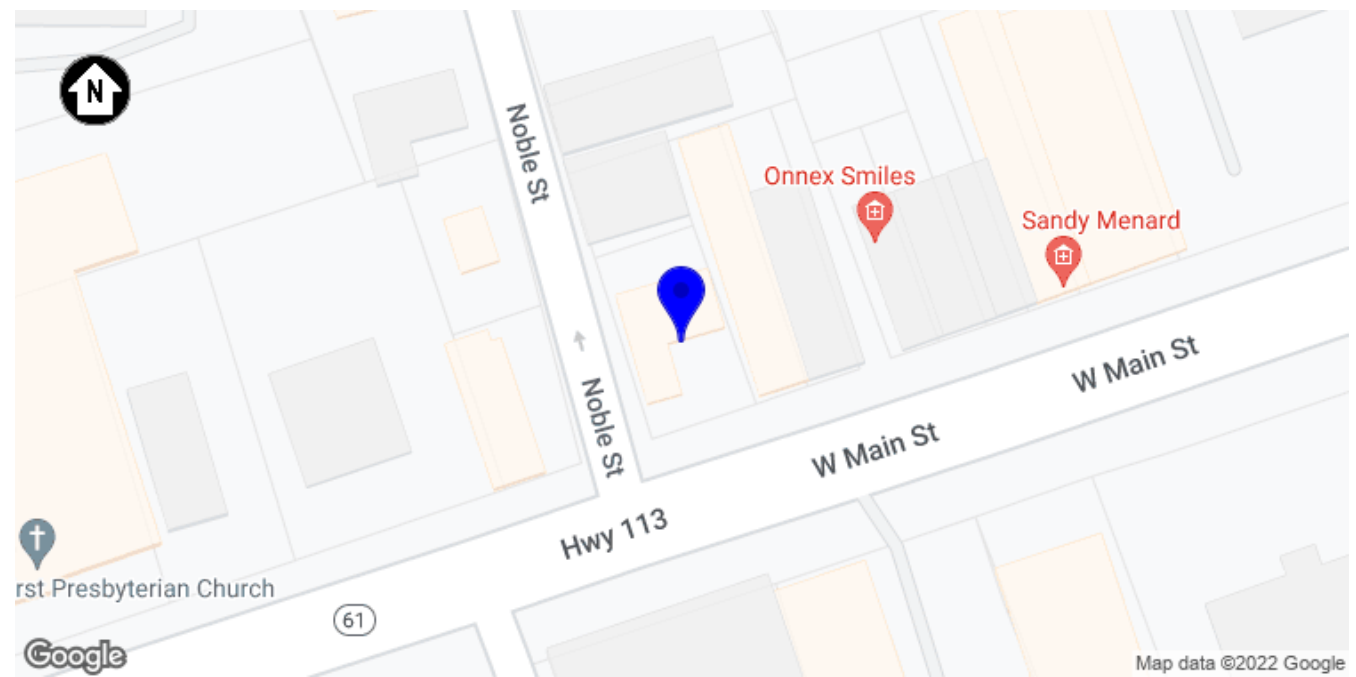 N
Noble St
Onnex Smiles
Sandy Menard
W Main St
Noble St
W Main St
Hwy 113
rst Presbyterian Church
61
Google
Map data ©2022 Google